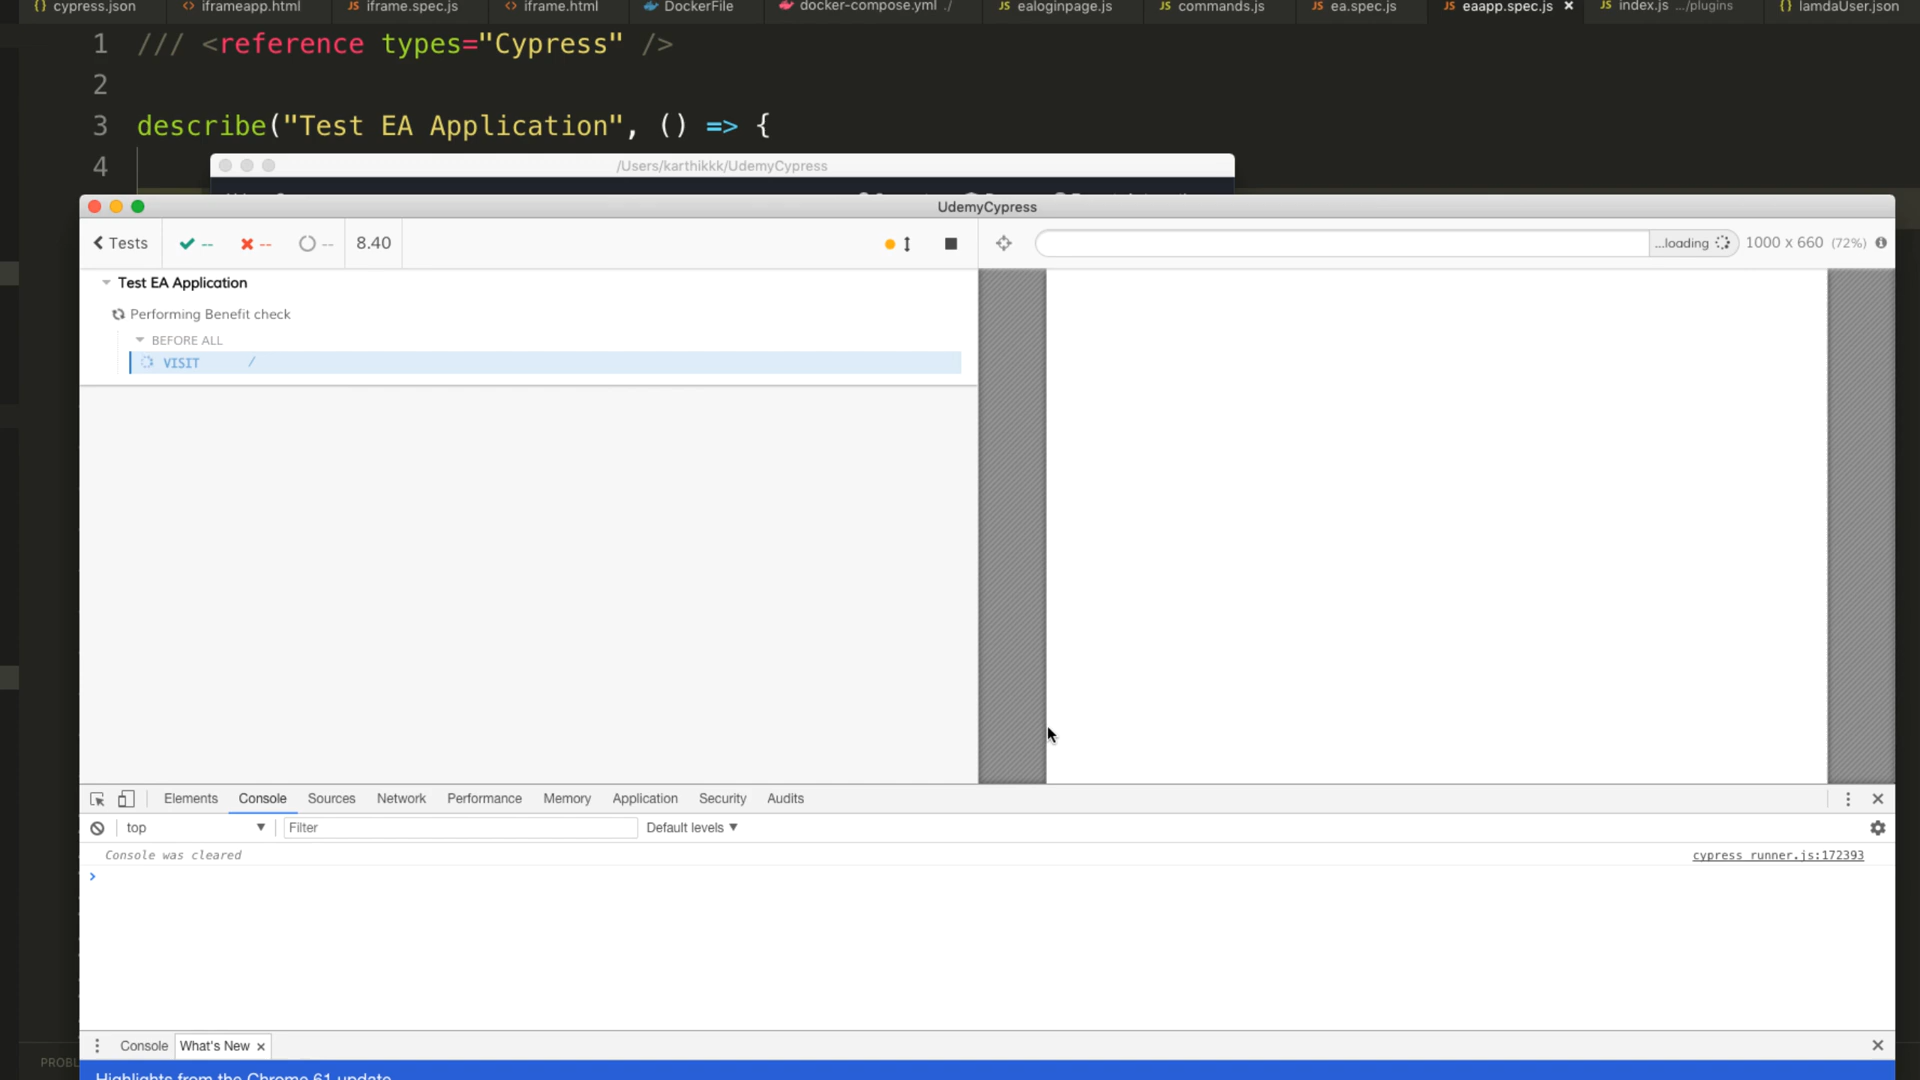 cypress.json iframeapp.html iframe.spec.js iframe.html DockerFile docker-compose.yml ./ ealoginpage.js commands.js ea.spec.js eaapp.spec.js index.js .../plugins lamdaUser.json
1 /// <reference types="Cypress" />
2
3 describe("Test EA Application", () => {
4
/Users/karthikkk/UdemyCypress
UdemyCypress
Tests -- -- -- 8.40 ...loading 1000 x 660 (72%)
Test EA Application
Performing Benefit check
BEFORE ALL
VISIT /
Elements Console Sources Network Performance Memory Application Security Audits
top Filter Default levels
Console was cleared cypress_runner.js:172393
Console What's New
Highlights from the Chrome 61 update